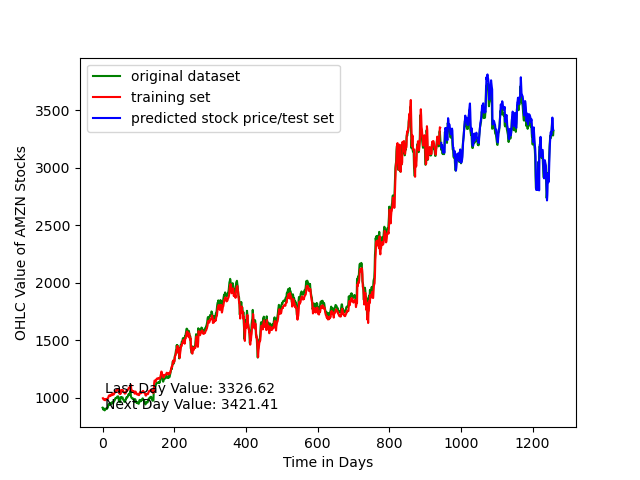 original dataset
training set
predicted stock price/test set
OHLC Value of AMZN Stocks
3500
3000
2500
2000
1500
1000
Last Day Value: 3326.62
Next Day Value: 3421.41
0 200 400 600 800 1000 1200
Time in Days